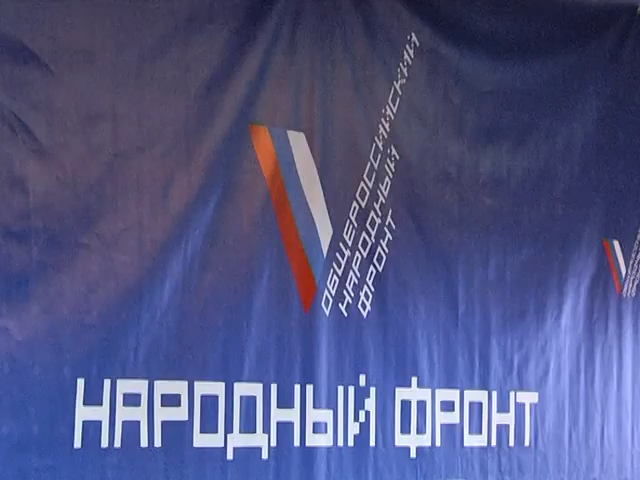 ОБЩЕРОССИЙСКИЙ
НАРОДНЫЙ
ФРОНТ
НАРОДНЫЙ ФРОНТ